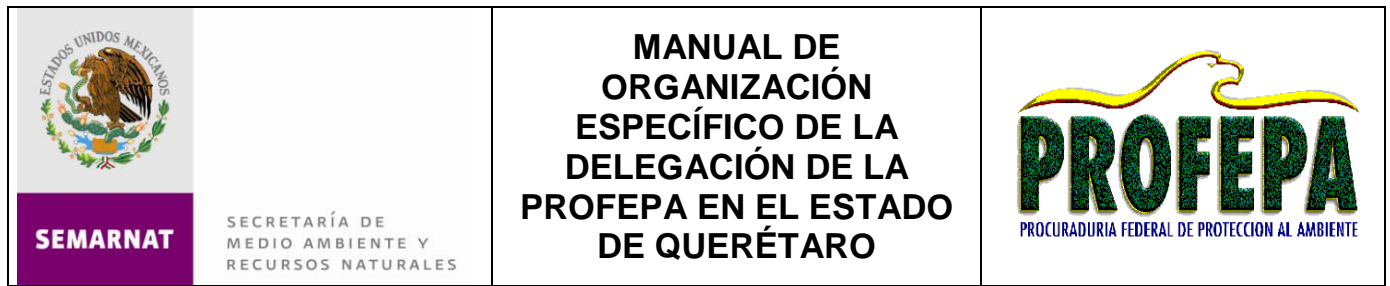 ESTADOS UNIDOS MEXICANOS
SEMARNAT
SECRETARÍA DE
MEDIO AMBIENTE Y
RECURSOS NATURALES
MANUAL DE
ORGANIZACIÓN
ESPECÍFICO DE LA
DELEGACIÓN DE LA
PROFEPA EN EL ESTADO
DE QUERÉTARO
PROFEPA
PROCURADURIA FEDERAL DE PROTECCION AL AMBIENTE